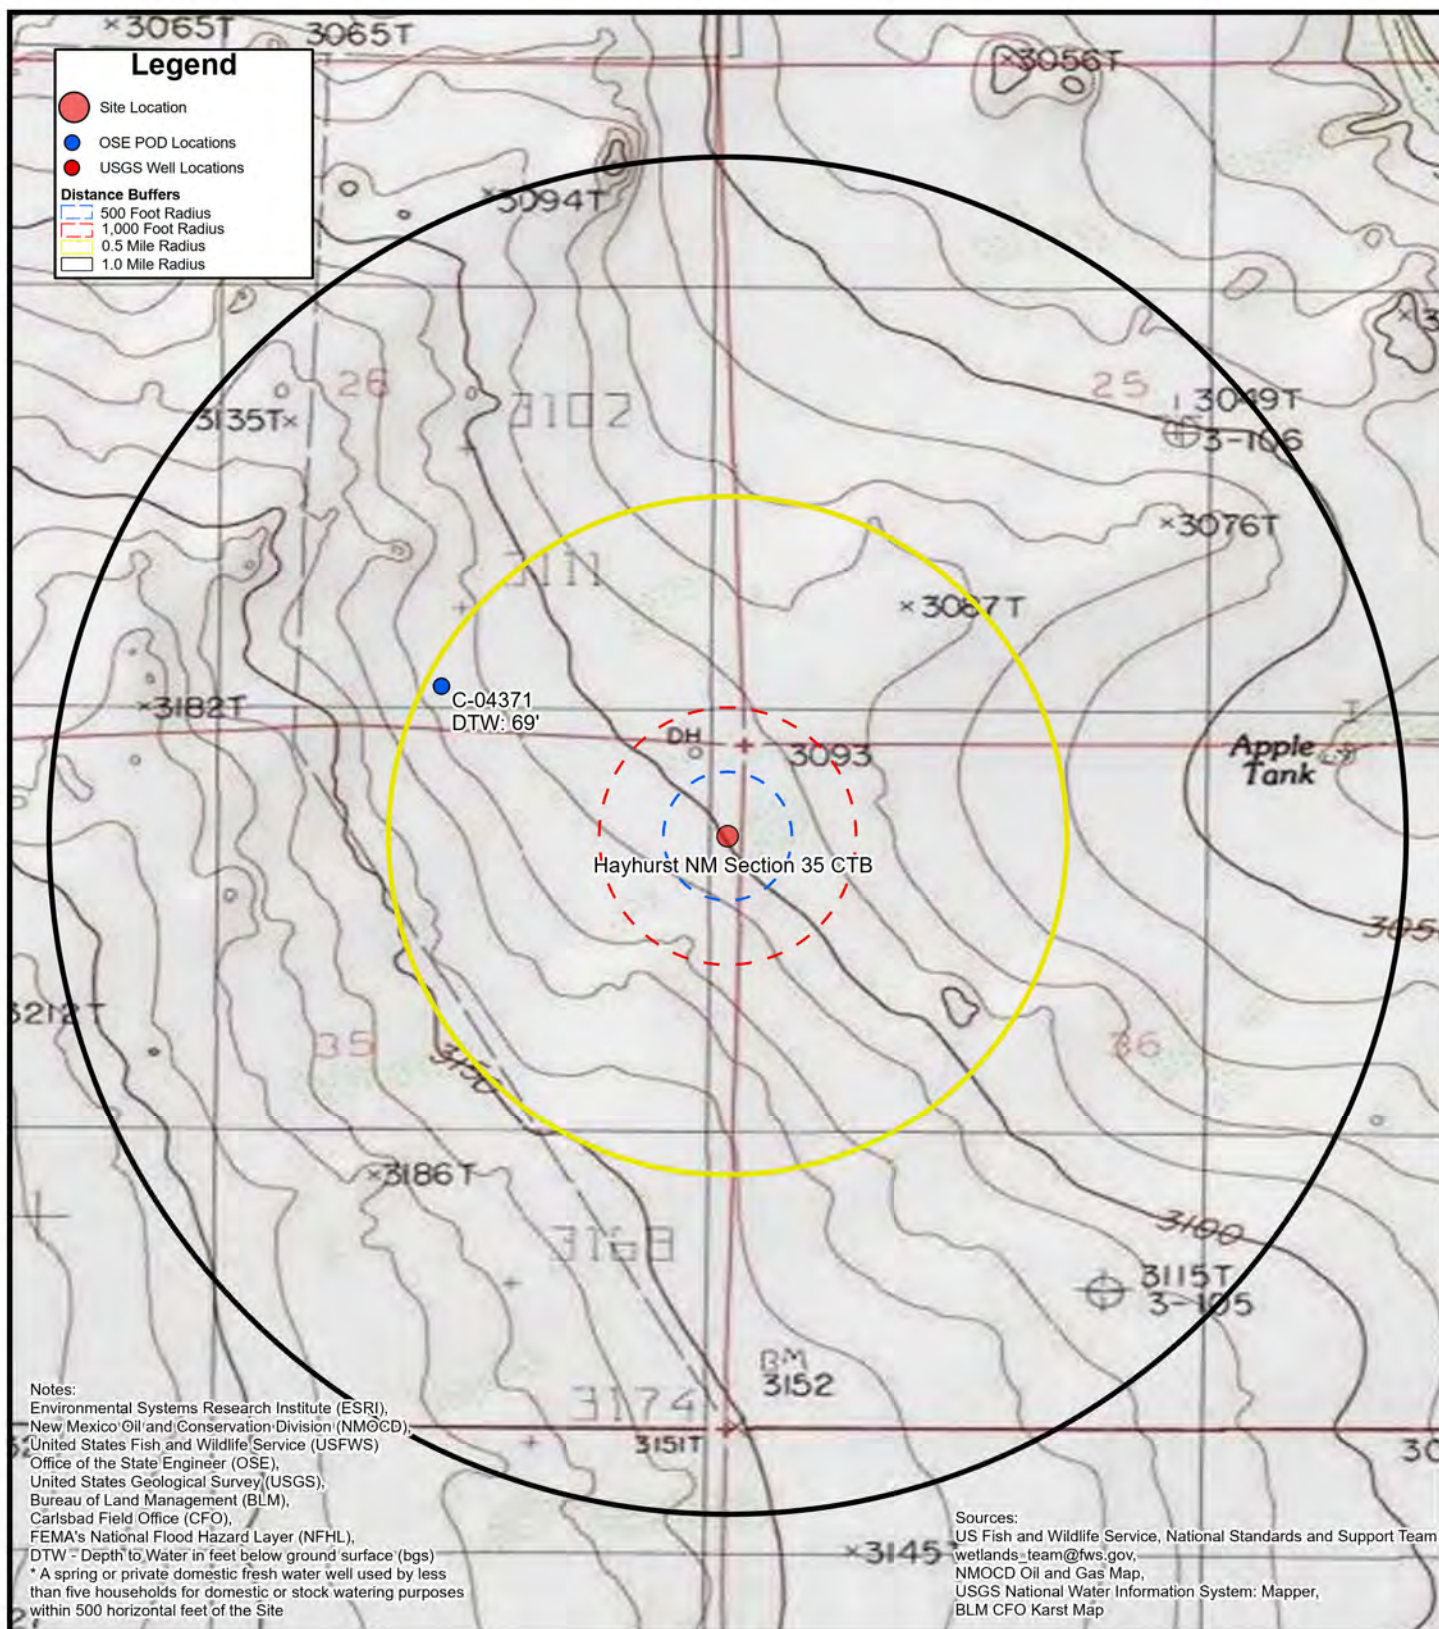 ×3065T 3065T
×3056T
Legend
Site Location
OSE POD Locations
USGS Well Locations
Distance Buffers
500 Foot Radius
1,000 Foot Radius
0.5 Mile Radius
1.0 Mile Radius
×3094T
26
25
3102
3135T×
3049T
3-106
3111
×3076T
×3087T
C-04371
DTW: 69'
×3182T
DH
3093
Apple
Tank
Hayhurst NM Section 35 CTB
3212T
35
36
3150
×3186T
3168
3100
3115T
3-105
BM
3152
3174
3151T
×3145
Notes:
Environmental Systems Research Institute (ESRI),
New Mexico Oil and Conservation Division (NMOCD),
United States Fish and Wildlife Service (USFWS)
Office of the State Engineer (OSE),
United States Geological Survey (USGS),
Bureau of Land Management (BLM),
Carlsbad Field Office (CFO),
FEMA's National Flood Hazard Layer (NFHL),
DTW - Depth to Water in feet below ground surface (bgs)
* A spring or private domestic fresh water well used by less
than five households for domestic or stock watering purposes
within 500 horizontal feet of the Site
Sources:
US Fish and Wildlife Service, National Standards and Support Team
wetlands_team@fws.gov,
NMOCD Oil and Gas Map,
USGS National Water Information System: Mapper,
BLM CFO Karst Map